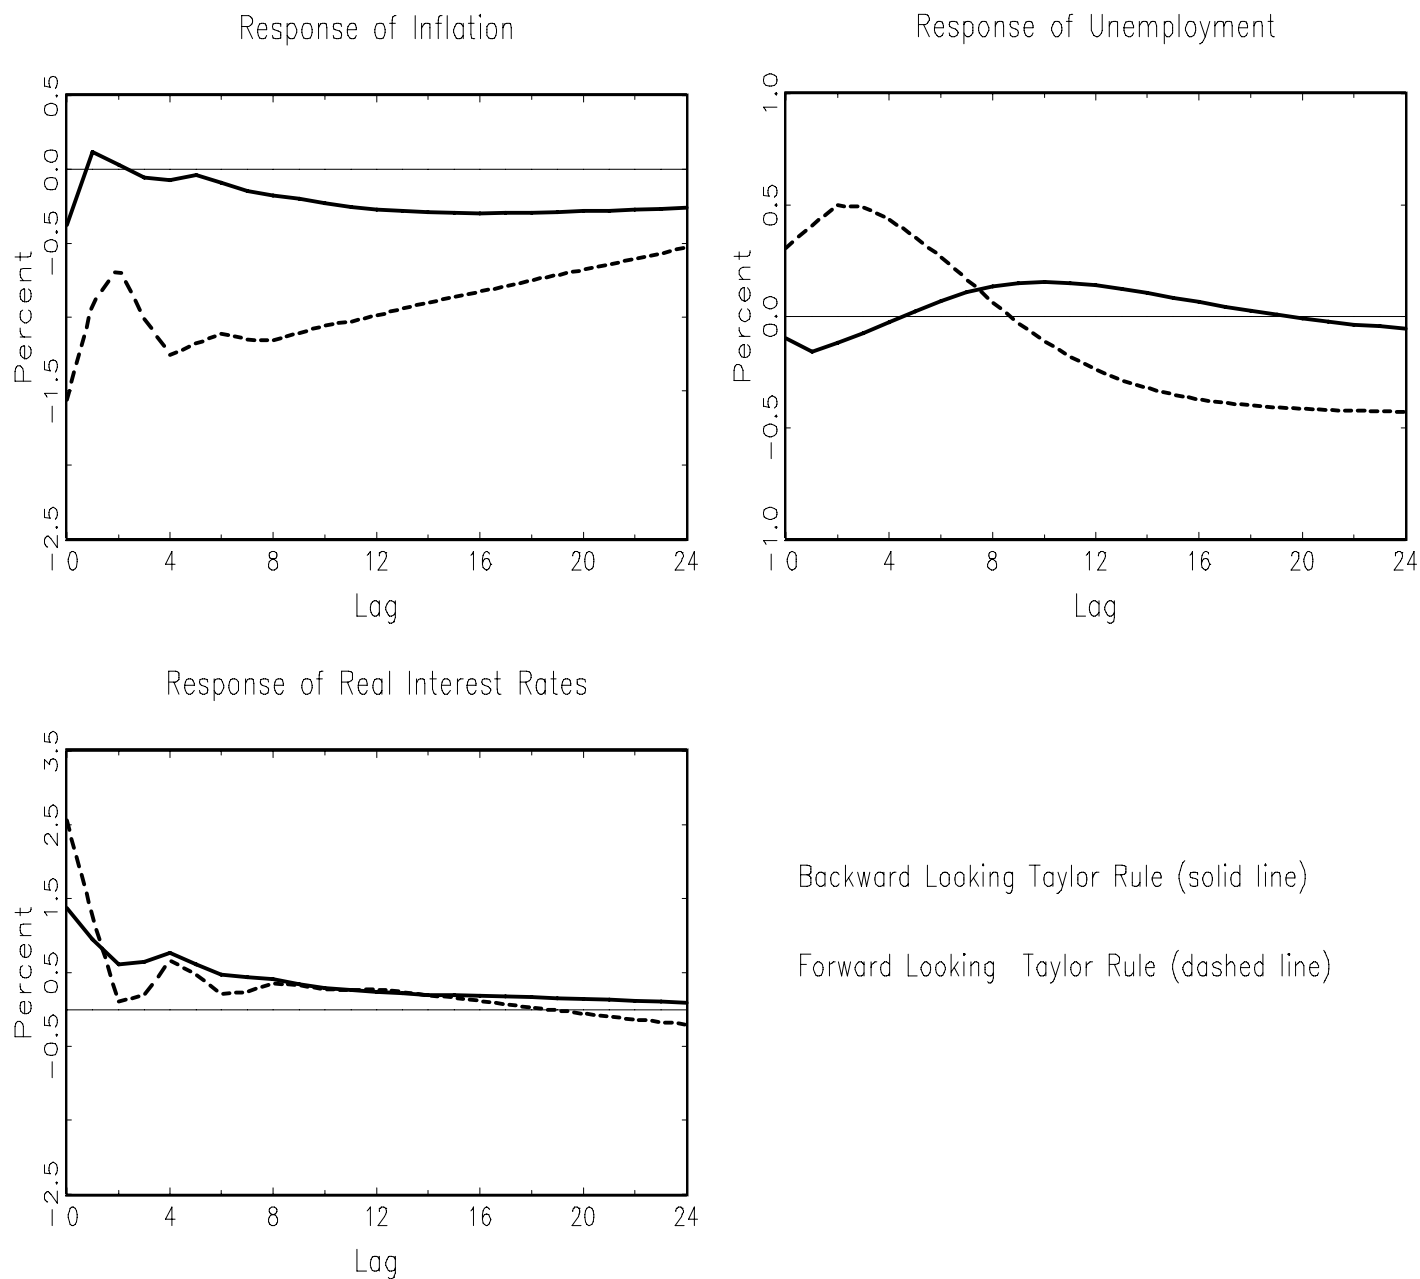 Response of Inflation
Percent
0.5
0.0
−0.5
−1.5
−2.5
0 4 8 12 16 20 24
Lag
Response of Unemployment
Percent
1.0
0.5
0.0
−0.5
−1.0
0 4 8 12 16 20 24
Lag
Response of Real Interest Rates
Percent
3.5
2.5
1.5
0.5
−0.5
−2.5
0 4 8 12 16 20 24
Lag
Backward Looking Taylor Rule (solid line)
Forward Looking Taylor Rule (dashed line)